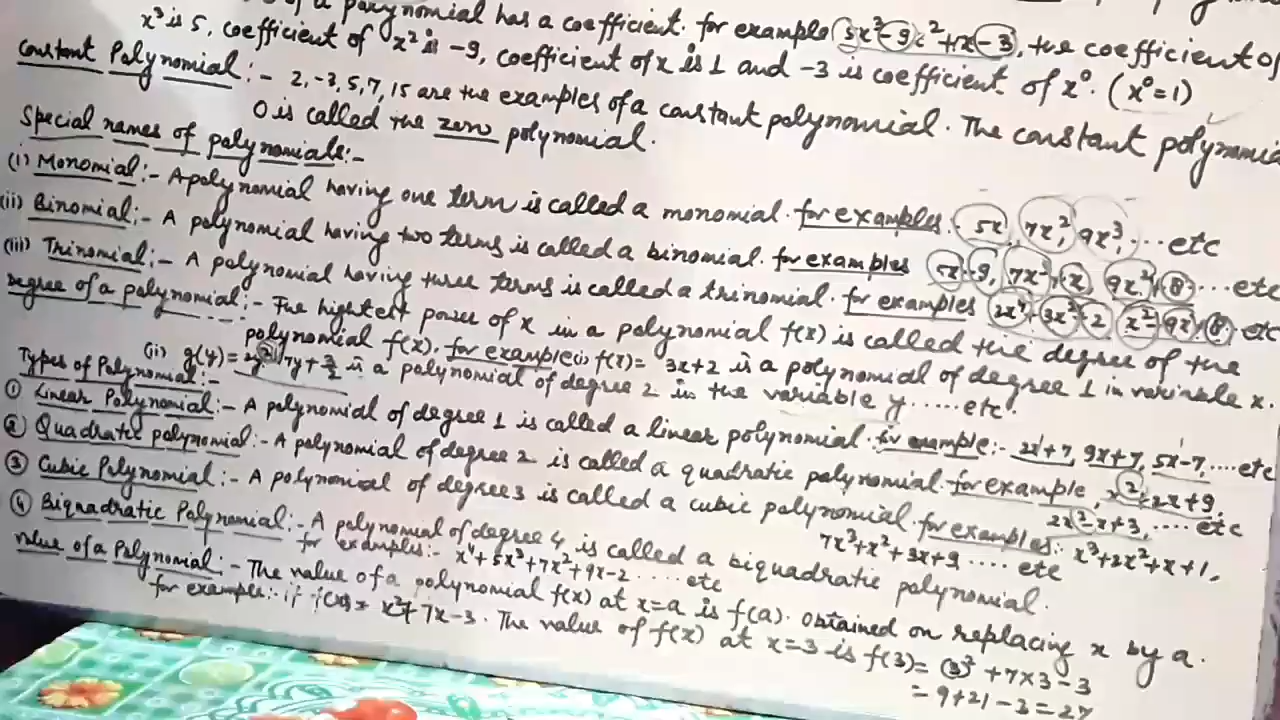 of a polynomial has a coefficient. for example 5x³-9x²+x-3, the coefficient of
x³ is 5, coefficient of x² is -9, coefficient of x is 1 and -3 is coefficient of x⁰. (x⁰=1)
Constant Polynomial:- 2, -3, 5, 7, 15 are the examples of a constant polynomial. The constant polynomia
0 is called the zero polynomial.
Special names of polynomials:-
(i) Monomial:- A polynomial having one term is called a monomial. for examples. 5x, 7x², 9x³, ... etc
(ii) Binomial:- A polynomial having two terms is called a binomial. for examples 5x-9, 7x²+x, 9x²+8 ... etc
(iii) Trinomial:- A polynomial having three terms is called a trinomial. for examples 2x⁴+3x²-2, x²-9x+8, etc
Degree of a polynomial:- The highest power of x in a polynomial f(x) is called the degree of the
polynomial f(x). for example (i) f(x) = 3x+2 is a polynomial of degree 1 in variable x.
(ii) g(y) = 2y²+7y+ is a polynomial of degree 2 in the variable y ...... etc.
Types of Polynomial:-
① Linear Polynomial:- A polynomial of degree 1 is called a linear polynomial. for example:- 2x+7, 9x+7, 5x-7, .... etc
② Quadratic polynomial:- A polynomial of degree 2 is called a quadratic polynomial for example, x²+2x+9,
2x²-x+3, ..... etc
③ Cubic Polynomial:- A polynomial of degree 3 is called a cubic polynomial. for examples:- x³+2x²+x+1,
7x³+x²+3x+9 ..... etc
④ Biquadratic Polynomial:- A polynomial of degree 4 is called a biquadratic polynomial.
for examples:- x⁴+5x³+7x²+9x-2 ..... etc
Value of a Polynomial:- The value of a polynomial f(x) at x=a is f(a). obtained on replacing x by a.
for example:- if f(x) = x²+7x-3. The value of f(x) at x=3 is f(3)= (3)²+7×3-3
= 9+21-3=27